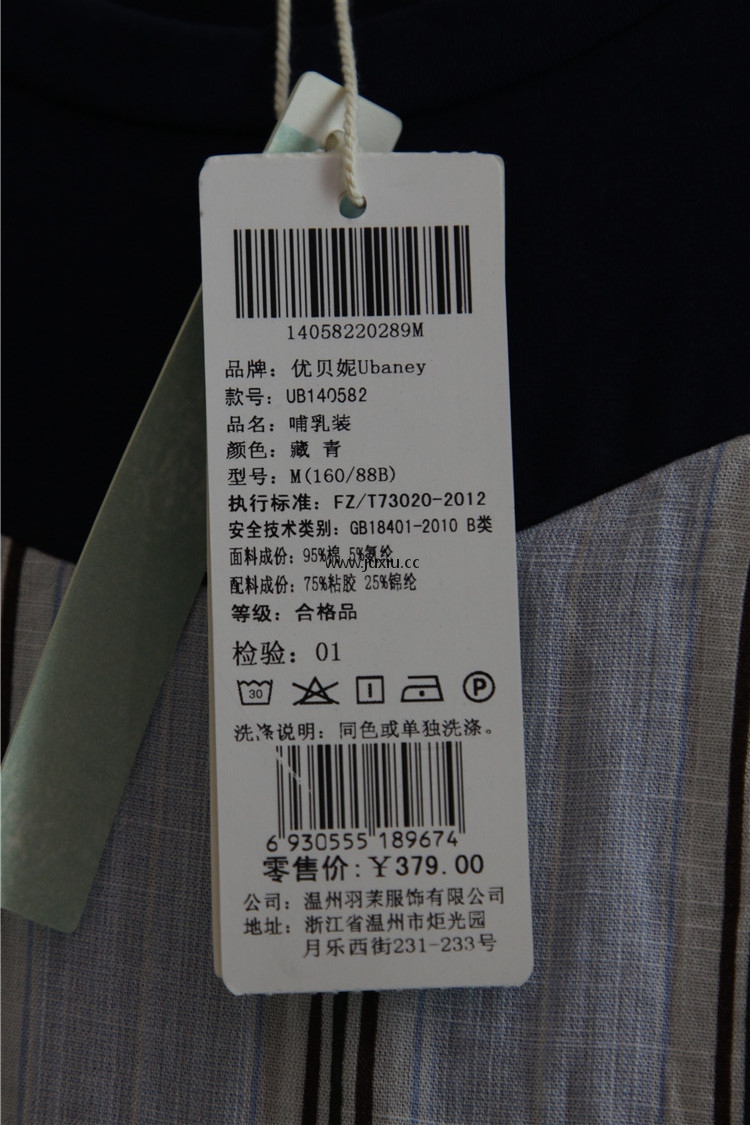 14058220289M
品牌：优贝妮Ubaney
款号：UB140582
品名：哺乳装
颜色：藏 青
型号：M(160/88B)
执行标准：FZ/T73020-2012
安全技术类别：GB18401-2010 B类
面料成份：95%棉 5%氨纶
www.juxiu.cc
配料成份：75%粘胶 25%锦纶
等级：合格品
检验：01
30
P
洗涤说明：同色或单独洗涤。
6930555189674
零售价：￥379.00
公司：温州羽茉服饰有限公司
地址：浙江省温州市炬光园
月乐西街231-233号